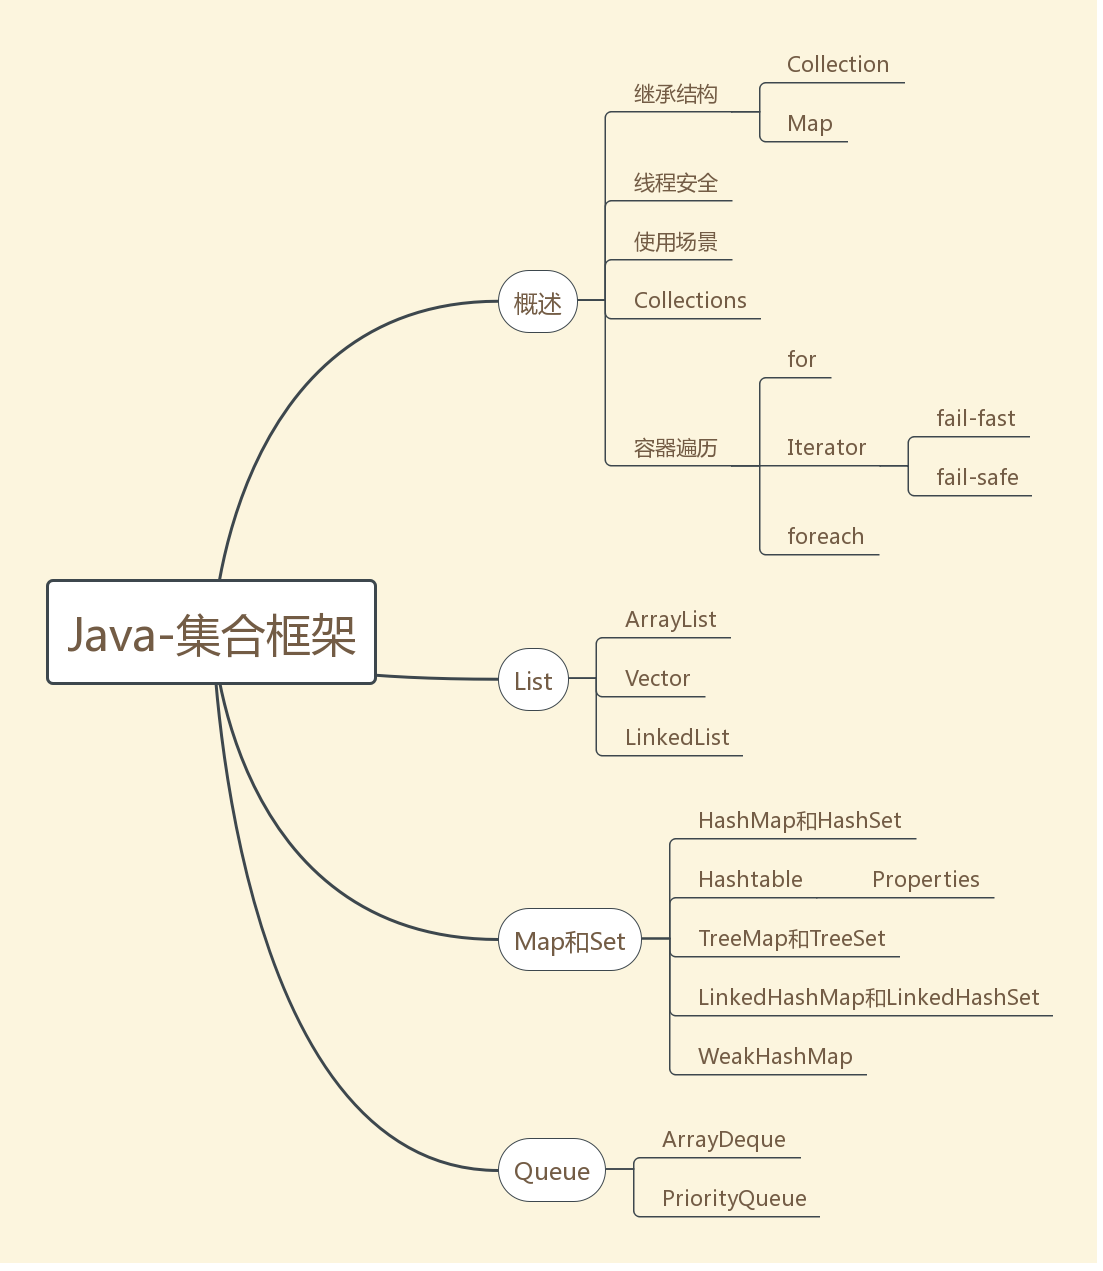 Java-集合框架
概述
继承结构
Collection
Map
线程安全
使用场景
Collections
容器遍历
for
Iterator
fail-fast
fail-safe
foreach
List
ArrayList
Vector
LinkedList
Map和Set
HashMap和HashSet
Hashtable
Properties
TreeMap和TreeSet
LinkedHashMap和LinkedHashSet
WeakHashMap
Queue
ArrayDeque
PriorityQueue